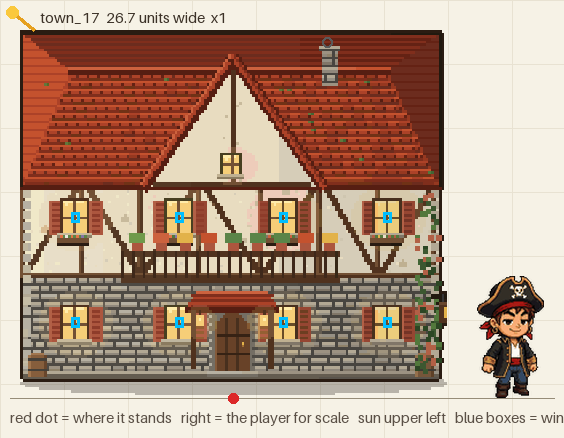 town_17 26.7 units wide x1
red dot = where it stands right = the player for scale sun upper left blue boxes = win